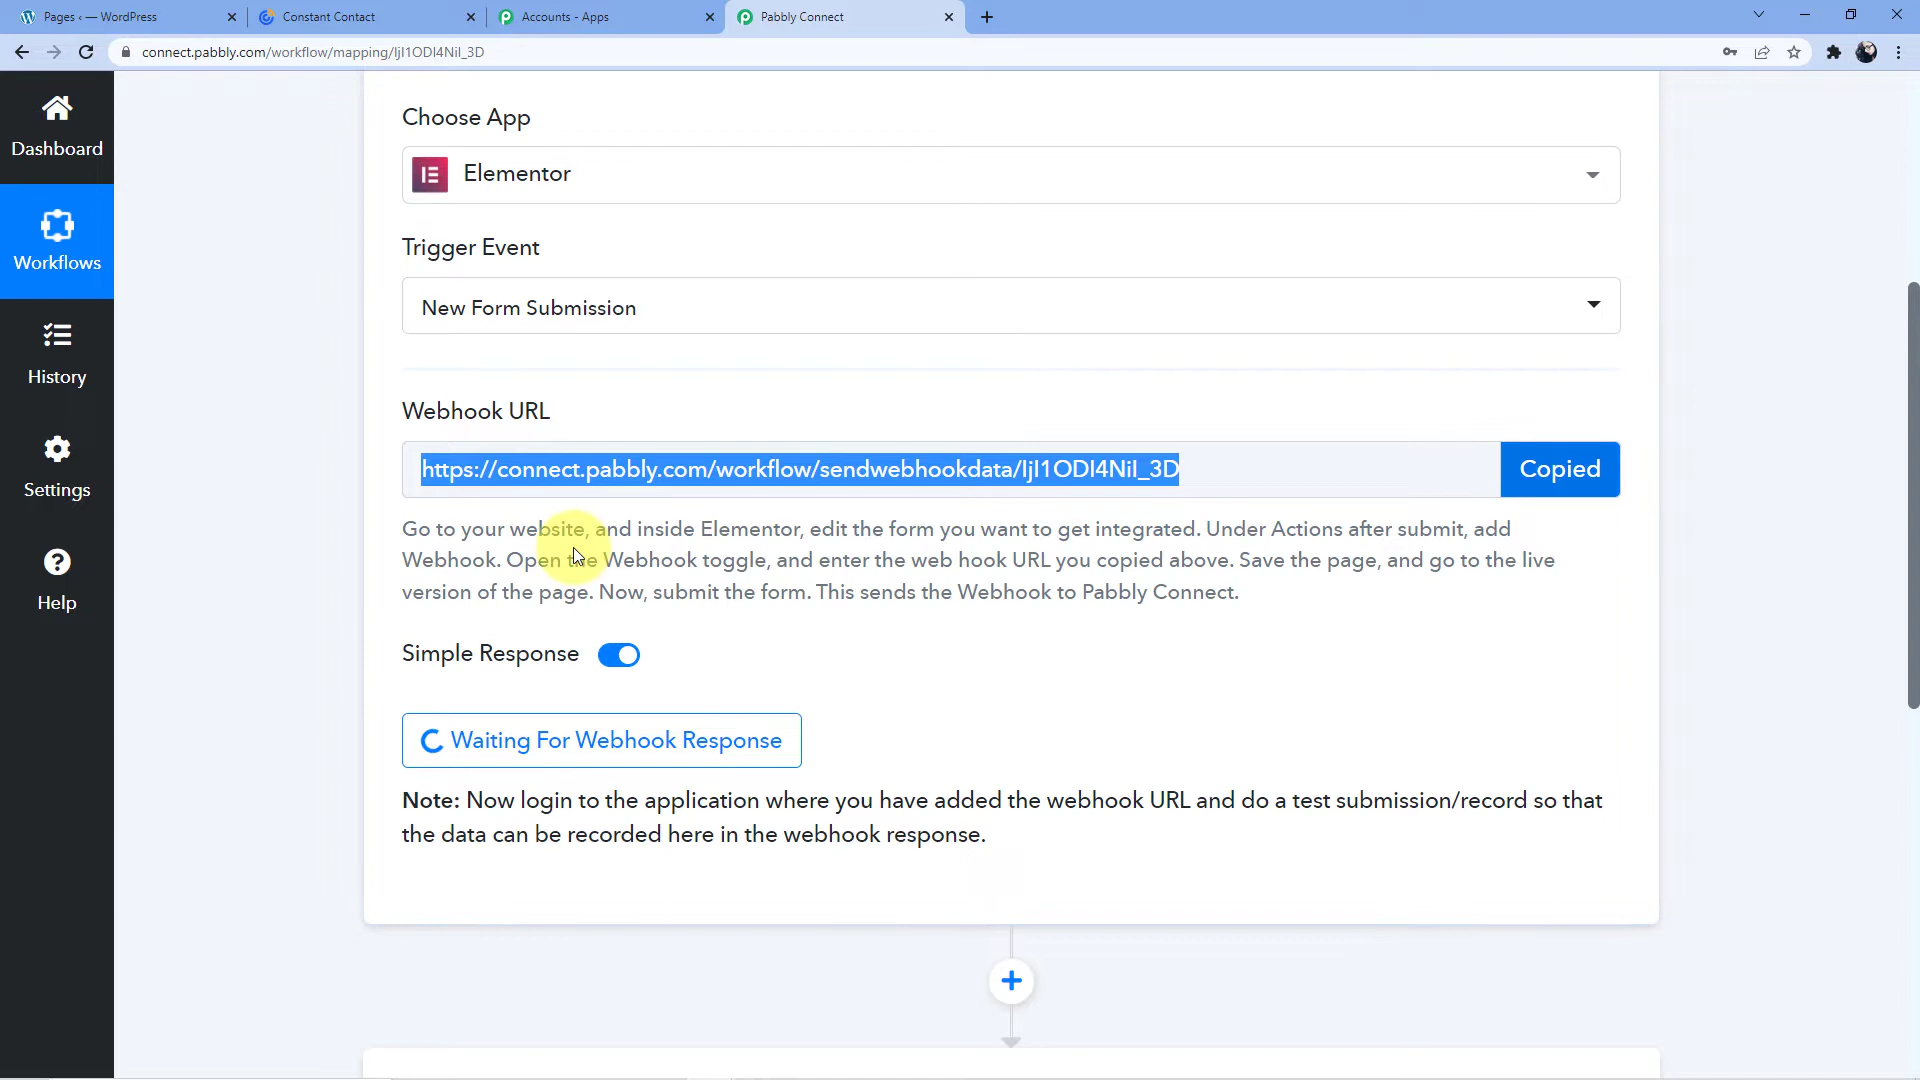 Pages ‹ — WordPress
Constant Contact
Accounts - Apps
Pabbly Connect
connect.pabbly.com/workflow/mapping/IjI1ODI4NiI_3D
Dashboard
Workflows
History
Settings
Help
Choose App
Elementor
Trigger Event
New Form Submission
Webhook URL
https://connect.pabbly.com/workflow/sendwebhookdata/IjI1ODI4NiI_3D
Copied
Go to your website, and inside Elementor, edit the form you want to get integrated. Under Actions after submit, add
Webhook. Open the Webhook toggle, and enter the web hook URL you copied above. Save the page, and go to the live
version of the page. Now, submit the form. This sends the Webhook to Pabbly Connect.
Simple Response
Waiting For Webhook Response
Note: Now login to the application where you have added the webhook URL and do a test submission/record so that
the data can be recorded here in the webhook response.